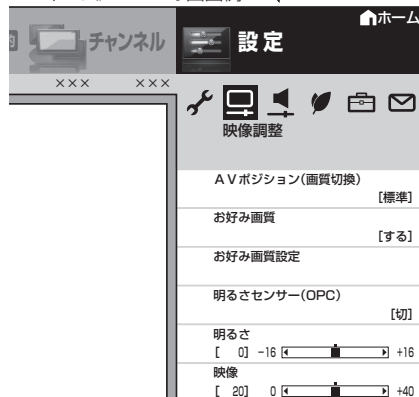 ホーム
チャンネル
設定
××× ×××
映像調整
AVポジション(画質切換)
[標準]
お好み画質
[する]
お好み画質設定
明るさセンサー(OPC)
[切]
明るさ
[ 0] -16 +16
映像
[ 20] 0 +40